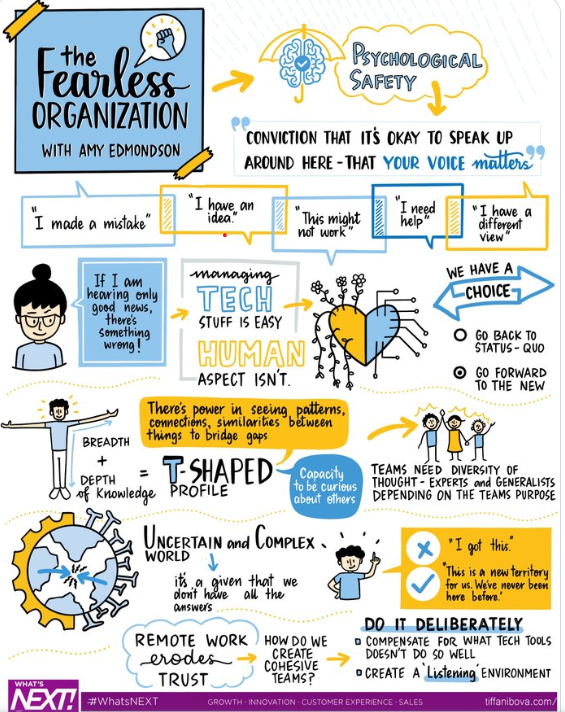 the
Fearless
ORGANIZATION
WITH AMY EDMONDSON
PSYCHOLOGICAL
SAFETY
"CONVICTION THAT IT'S OKAY TO SPEAK UP
AROUND HERE - THAT YOUR VOICE matters"
"I made a mistake"
"I have an
idea."
"This might
not work"
"I need
help"
"I have a
different
view"
If I am
hearing only
good news,
there's
something
wrong!
managing
TECH
STUFF IS EASY
HUMAN
ASPECT ISN'T.
WE HAVE A
CHOICE
GO BACK TO
STATUS-QUO
GO FORWARD
TO THE NEW
There's power in seeing patterns,
connections, similarities between
things to bridge gaps
BREADTH
+
DEPTH
of Knowledge
= T-SHAPED
PROFILE
Capacity
to be curious
about others
TEAMS NEED DIVERSITY OF
THOUGHT - EXPERTS and GENERALISTS
DEPENDING ON THE TEAMS PURPOSE
UNCERTAIN and COMPLEX
WORLD
it's a given that we
don't have all the
answers
"I got this."
"This is a new territory
for us. We've never been
here before."
REMOTE WORK
erodes
TRUST
HOW DO WE
CREATE
COHESIVE
TEAMS?
DO IT DELIBERATELY
COMPENSATE FOR WHAT TECH TOOLS
DOESN'T DO SO WELL
CREATE A 'Listening' ENVIRONMENT
WHAT'S
NEXT!
#WhatsNEXT
GROWTH · INNOVATION · CUSTOMER EXPERIENCE · SALES
tiffanibova.com/